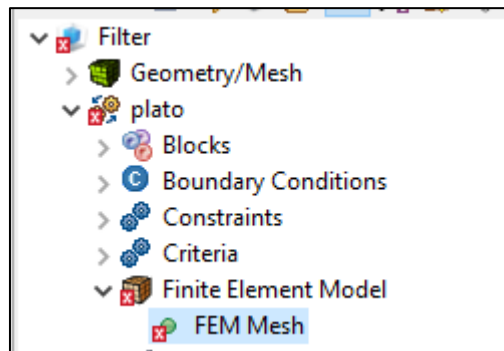 Filter
Geometry/Mesh
plato
Blocks
Boundary Conditions
Constraints
Criteria
Finite Element Model
FEM Mesh